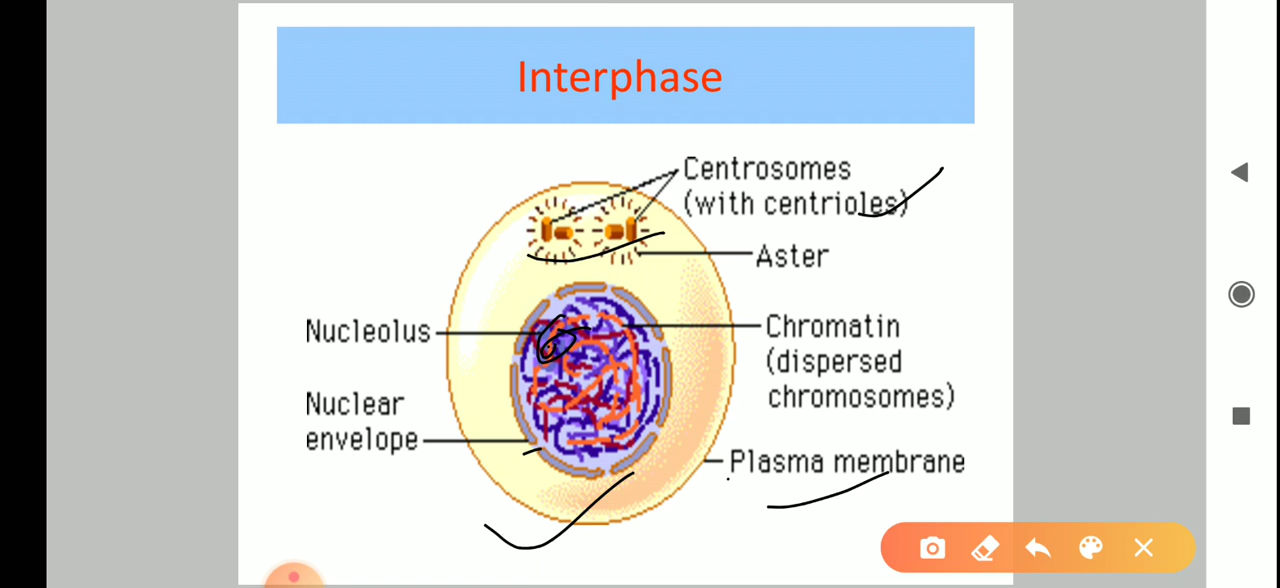 Interphase
Centrosomes
(with centrioles)
Aster
Nucleolus
Chromatin
(dispersed
chromosomes)
Nuclear
envelope
Plasma membrane